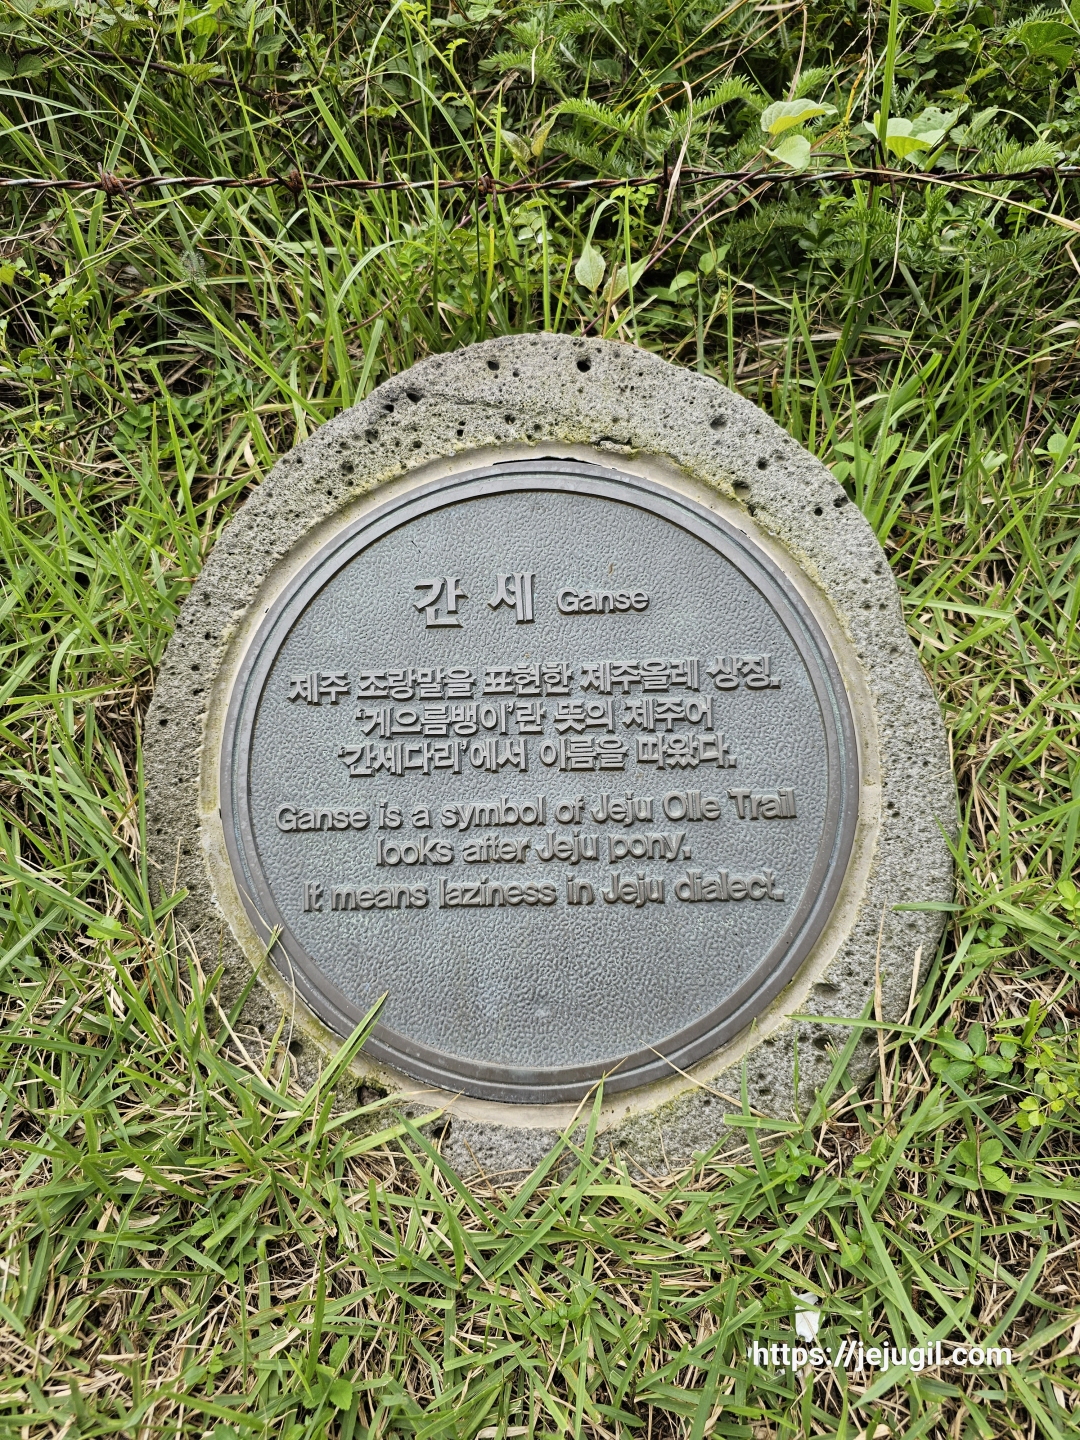 간 세 Ganse
제주 조랑말을 표현한 제주올레 상징.
'게으름뱅이'란 뜻의 제주어
'간세다리'에서 이름을 따왔다.
Ganse is a symbol of Jeju Olle Trail
looks after Jeju pony.
It means laziness in Jeju dialect.
https://jejugil.com